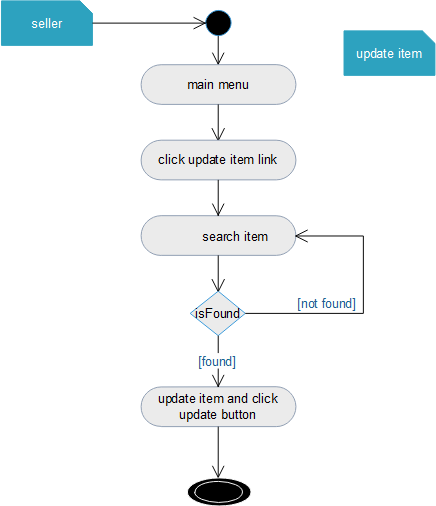 seller
update item
main menu
click update item link
search item
isFound
[not found]
[found]
update item and click
update button